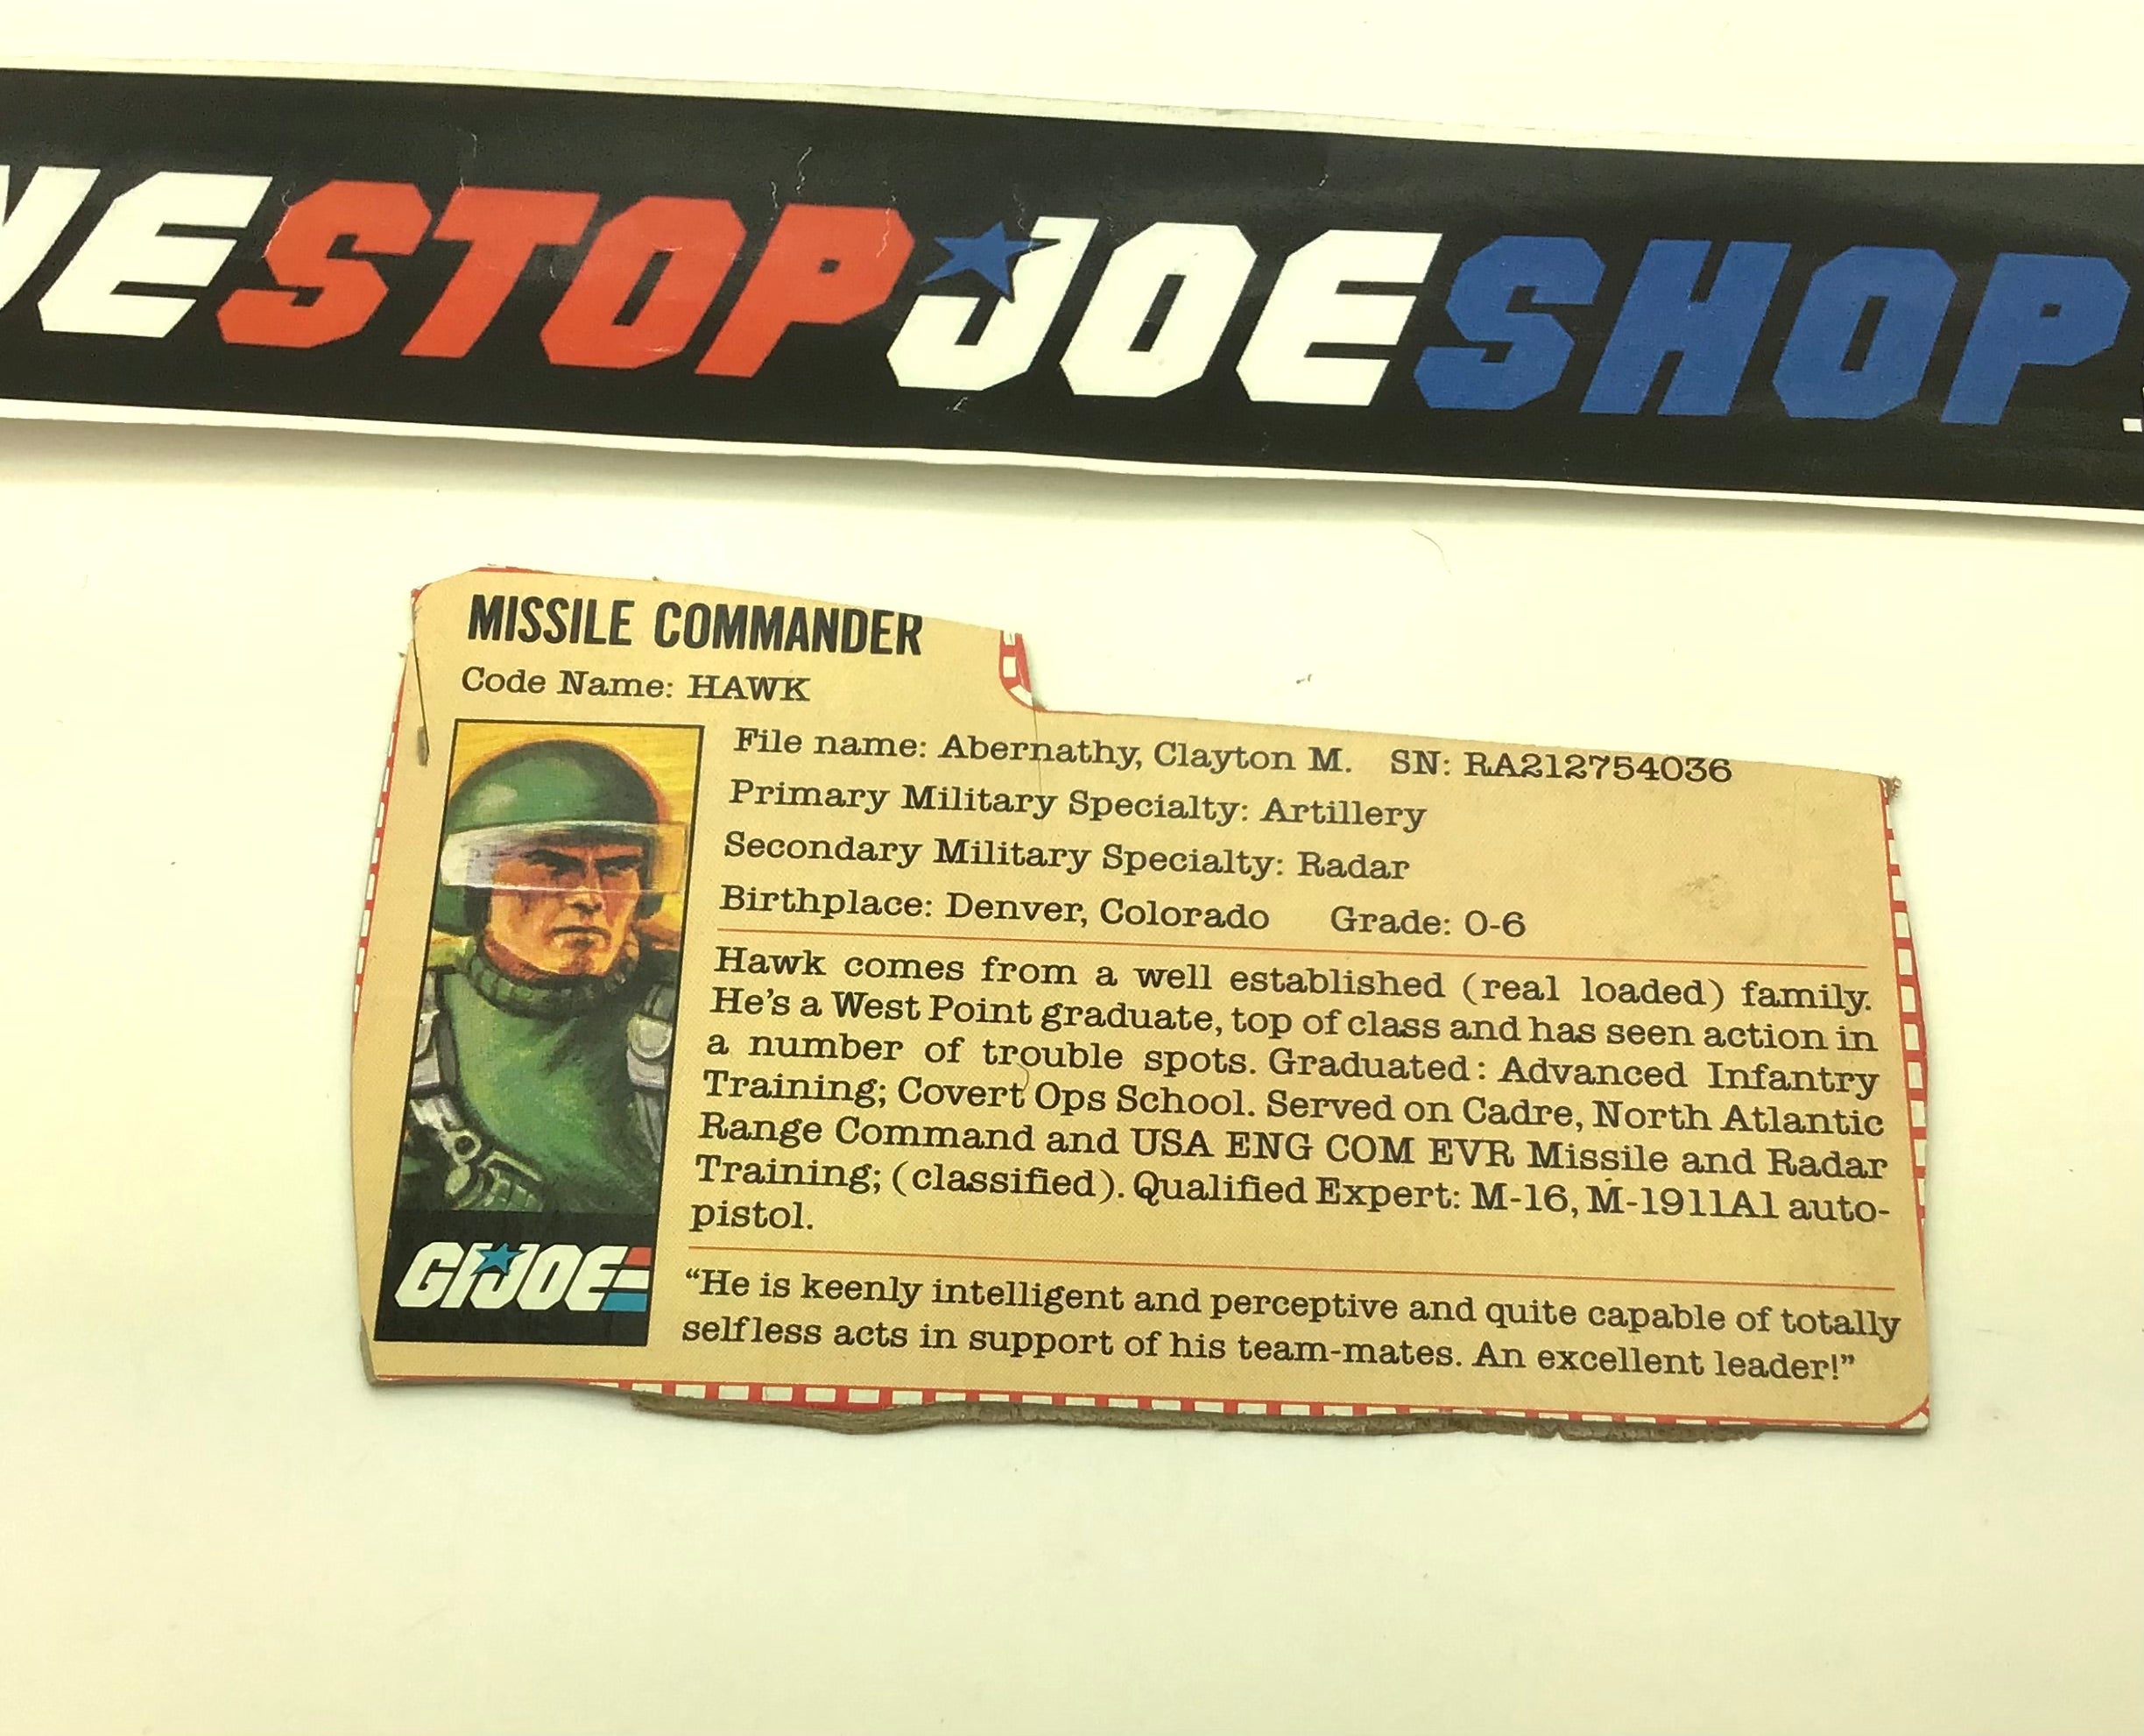 NESTOPJOESHOP.
MISSILE COMMANDER
Code Name: HAWK
File name: Abernathy, Clayton M. SN: RA212754036
Primary Military Specialty: Artillery
Secondary Military Specialty: Radar
Birthplace: Denver, Colorado Grade: O-6
Hawk comes from a well established (real loaded) family.
He's a West Point graduate, top of class and has seen action in
a number of trouble spots. Graduated: Advanced Infantry
Training; Covert Ops School. Served on Cadre, North Atlantic
Range Command and USA ENG COM EVR Missile and Radar
Training; (classified). Qualified Expert: M-16, M-1911A1 auto-
pistol.
GI JOE
“He is keenly intelligent and perceptive and quite capable of totally
selfless acts in support of his team-mates. An excellent leader!”